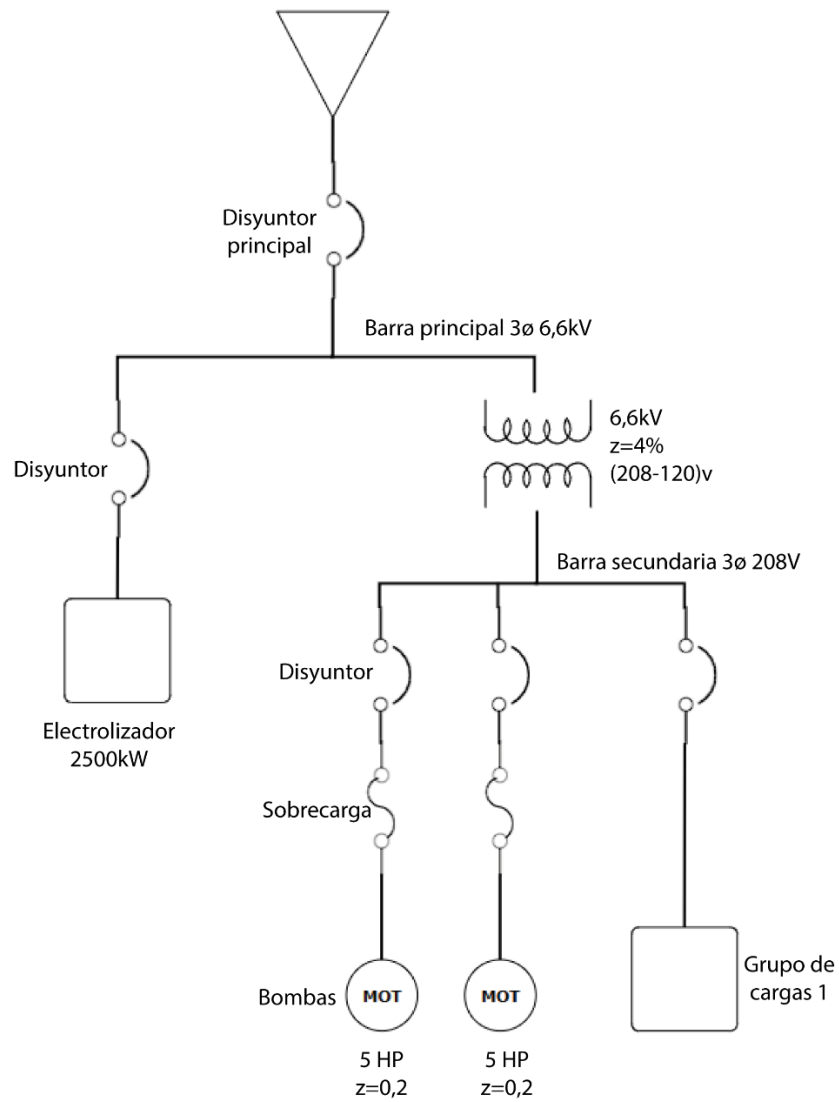 Disyuntor
principal
Barra principal 3ø 6,6kV
6,6kV
z=4%
(208-120)v
Disyuntor
Barra secundaria 3ø 208V
Disyuntor
Electrolizador
2500kW
Sobrecarga
Bombas
MOT
MOT
Grupo de
cargas 1
5 HP
z=0,2
5 HP
z=0,2